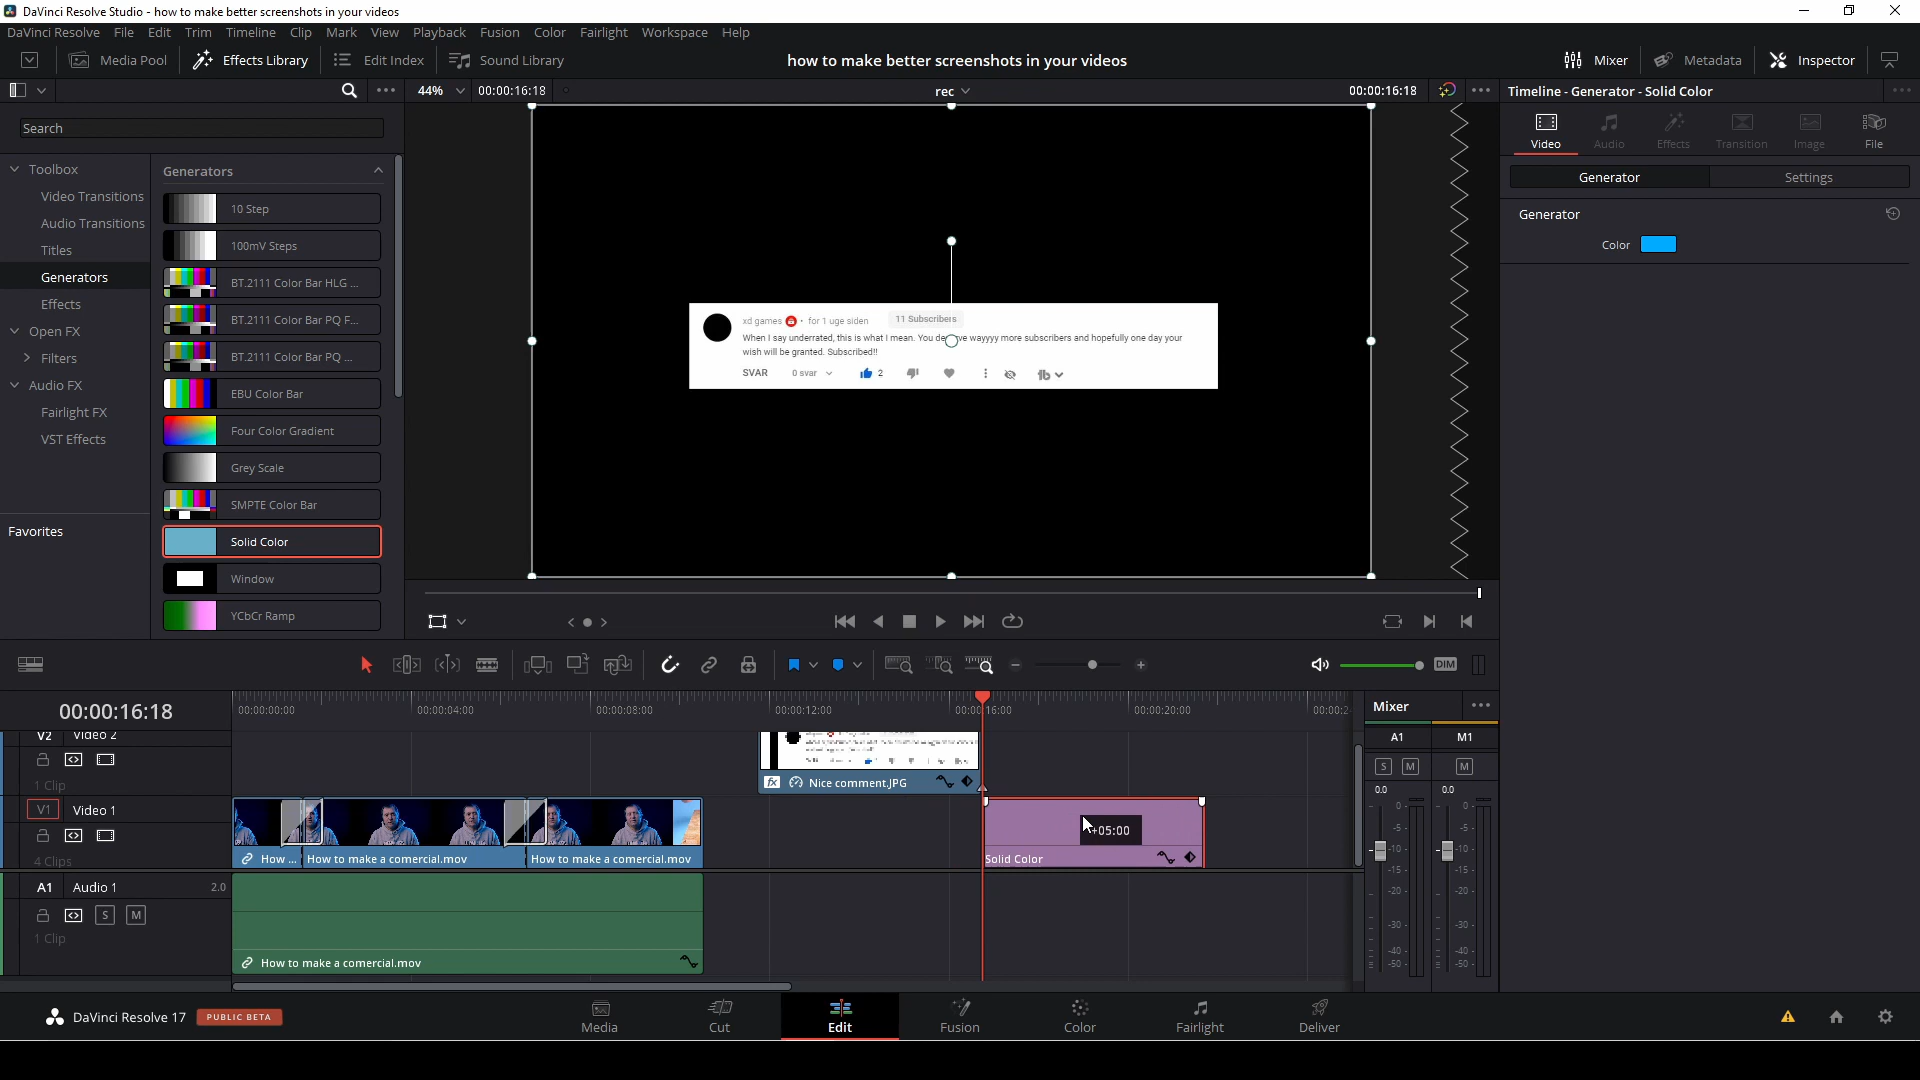 DaVinci Resolve Studio - how to make better screenshots in your videos
DaVinci Resolve File Edit Trim Timeline Clip Mark View Playback Fusion Color Fairlight Workspace Help
Media Pool Effects Library Edit Index Sound Library how to make better screenshots in your videos Mixer Metadata Inspector
44% 00:00:16:18 rec 00:00:16:18 Timeline - Generator - Solid Color
Search
Video Audio Effects Transition Image File
Generator Settings
Generator
Color
Toolbox
Video Transitions
Audio Transitions
Titles
Generators
Effects
Open FX
Filters
Audio FX
Fairlight FX
VST Effects
Favorites
Generators
10 Step
100mV Steps
BT.2111 Color Bar HLG ...
BT.2111 Color Bar PQ F...
BT.2111 Color Bar PQ ...
EBU Color Bar
Four Color Gradient
Grey Scale
SMPTE Color Bar
Solid Color
Window
YCbCr Ramp
xd games · for 1 uge siden 11 Subscribers
When I say underrated, this is what I mean. You wayyyy more subscribers and hopefully one day your
wish will be granted. Subscribed!!
SVAR 0 svar 2
DIM
00:00:16:18
00:00:00:00 00:00:04:00 00:00:08:00 00:00:12:00 00:00:16:00 00:00:20:00 00:00:2
V2 Video 2
1 Clip
Nice comment.JPG
V1 Video 1
4 Clips
How ... How to make a comercial.mov How to make a comercial.mov
+05:00
Solid Color
A1 Audio 1 2.0
S M
1 Clip
How to make a comercial.mov
Mixer
A1 M1
S M M
0.0 0.0
0- 0-
-5- -5-
-10- -10-
-15- -15-
-20- -20-
-30- -30-
-40- -40-
-50- -50-
DaVinci Resolve 17 PUBLIC BETA
Media Cut Edit Fusion Color Fairlight Deliver